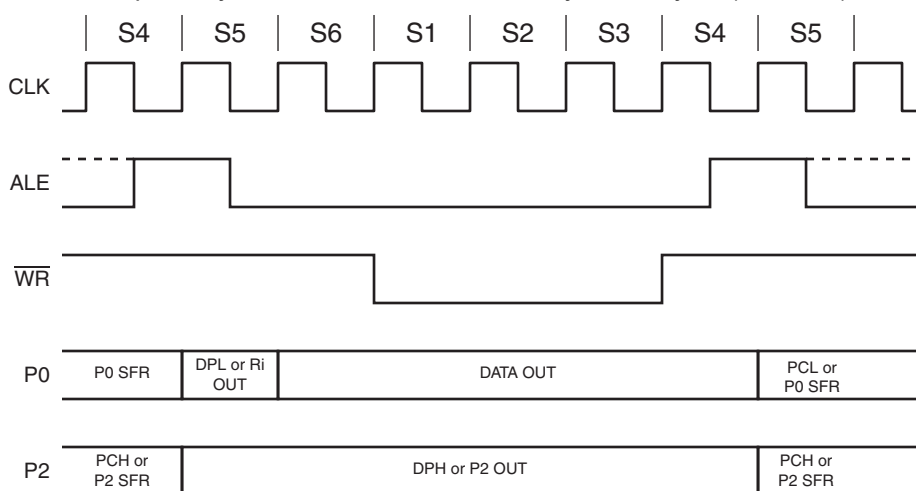 S4 S5 S6 S1 S2 S3 S4 S5
CLK
ALE
WR
P0 P0 SFR DPL or Ri OUT DATA OUT PCL or P0 SFR
P2 PCH or P2 SFR DPH or P2 OUT PCH or P2 SFR